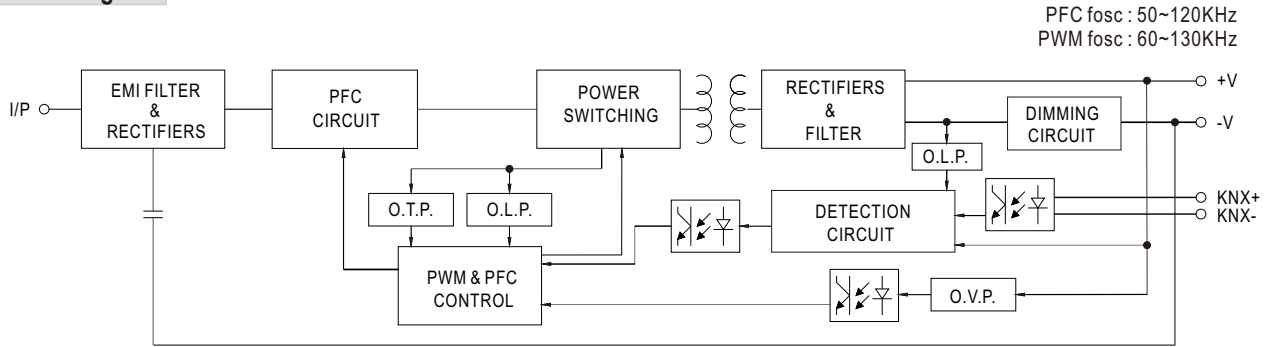 PFC fosc : 50~120KHz
PWM fosc : 60~130KHz
I/P
EMI FILTER
&
RECTIFIERS
PFC
CIRCUIT
POWER
SWITCHING
RECTIFIERS
&
FILTER
DIMMING
CIRCUIT
+V
-V
O.L.P.
O.T.P.
O.L.P.
DETECTION
CIRCUIT
KNX+
KNX-
PWM & PFC
CONTROL
O.V.P.